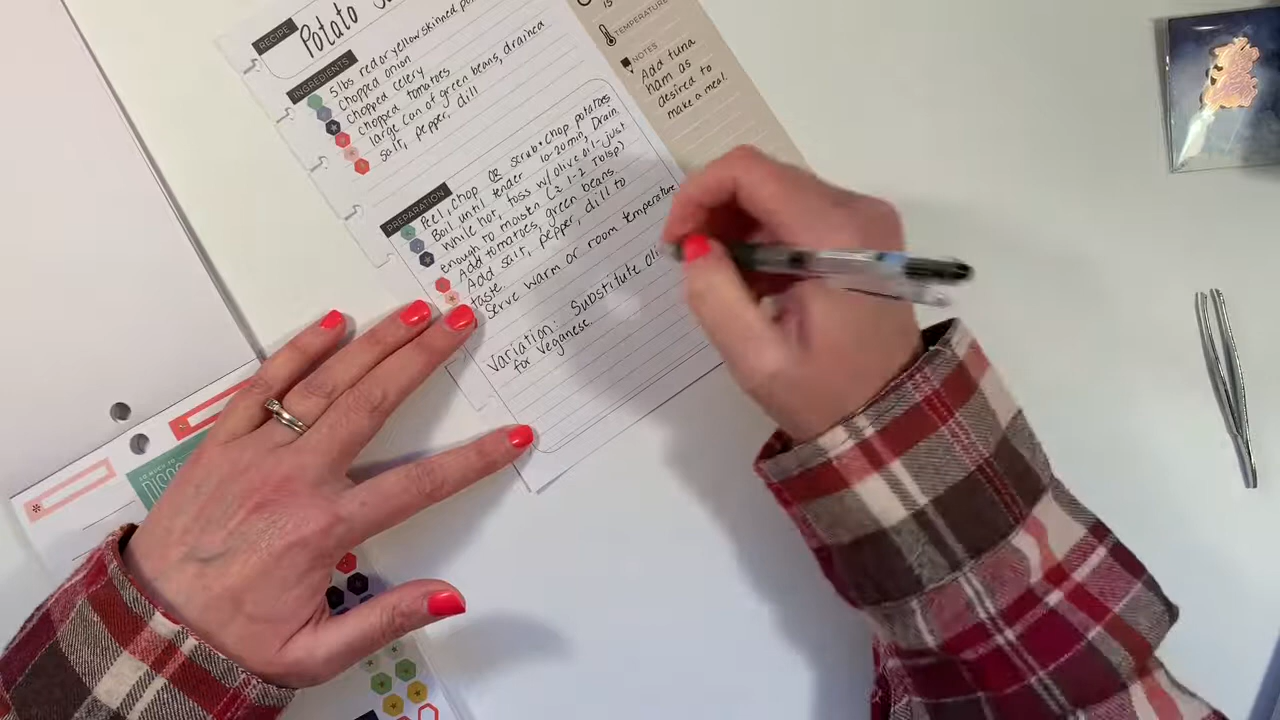 RECIPE
Potato
INGREDIENTS
5lbs red or yellow skinned
chopped onion
chopped celery
chopped tomatoes
large can of green beans, drained
salt, pepper, dill
PREPARATION
Peel, chop OR scrub + chop potatoes
Boil until tender 10-20 min, Drain
While hot, toss w/ olive oil-just
enough to moisten (≈ 1-2 Tblsp)
Add tomatoes, green beans.
Add salt, pepper, dill to
taste.
Serve warm or room temperature
Variation: Substitute
for veganese.
15
TEMPERATURE
NOTES
Add tuna
ham as
desired to
make a meal.